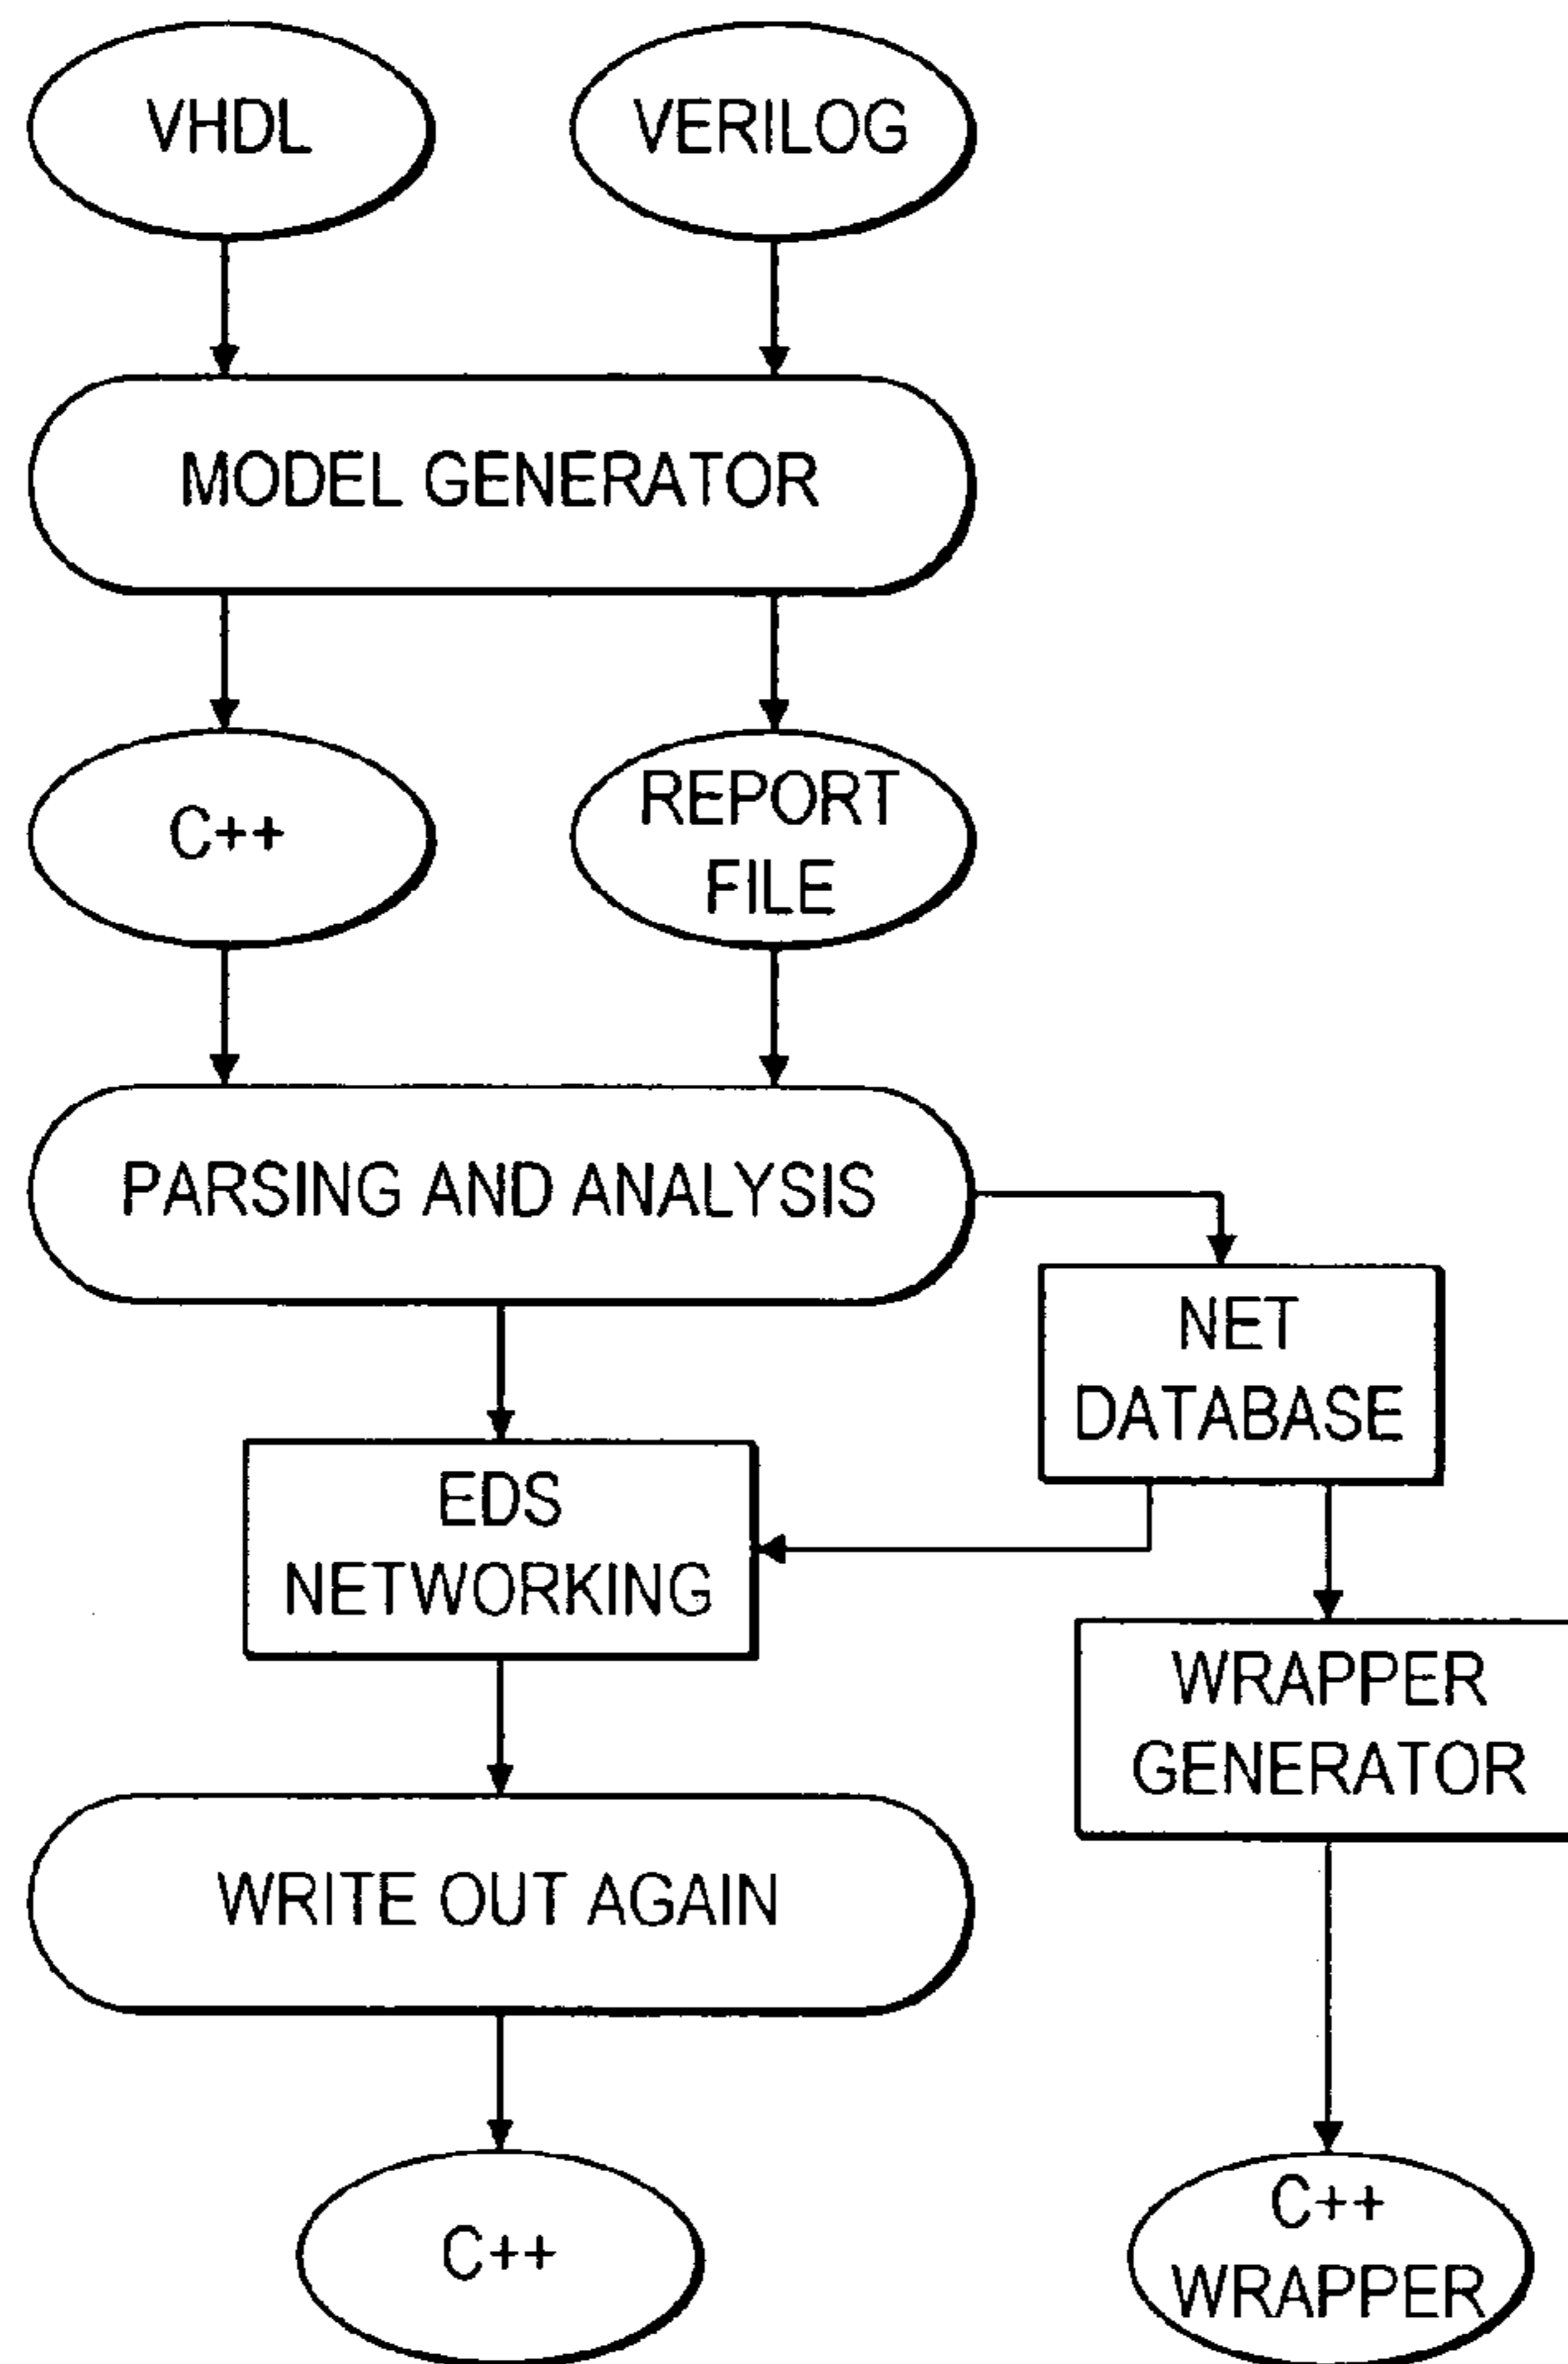 VHDL
VERILOG
MODEL GENERATOR
C++
REPORT
FILE
PARSING AND ANALYSIS
NET
DATABASE
EDS
NETWORKING
WRAPPER
GENERATOR
WRITE OUT AGAIN
C++
C++
WRAPPER